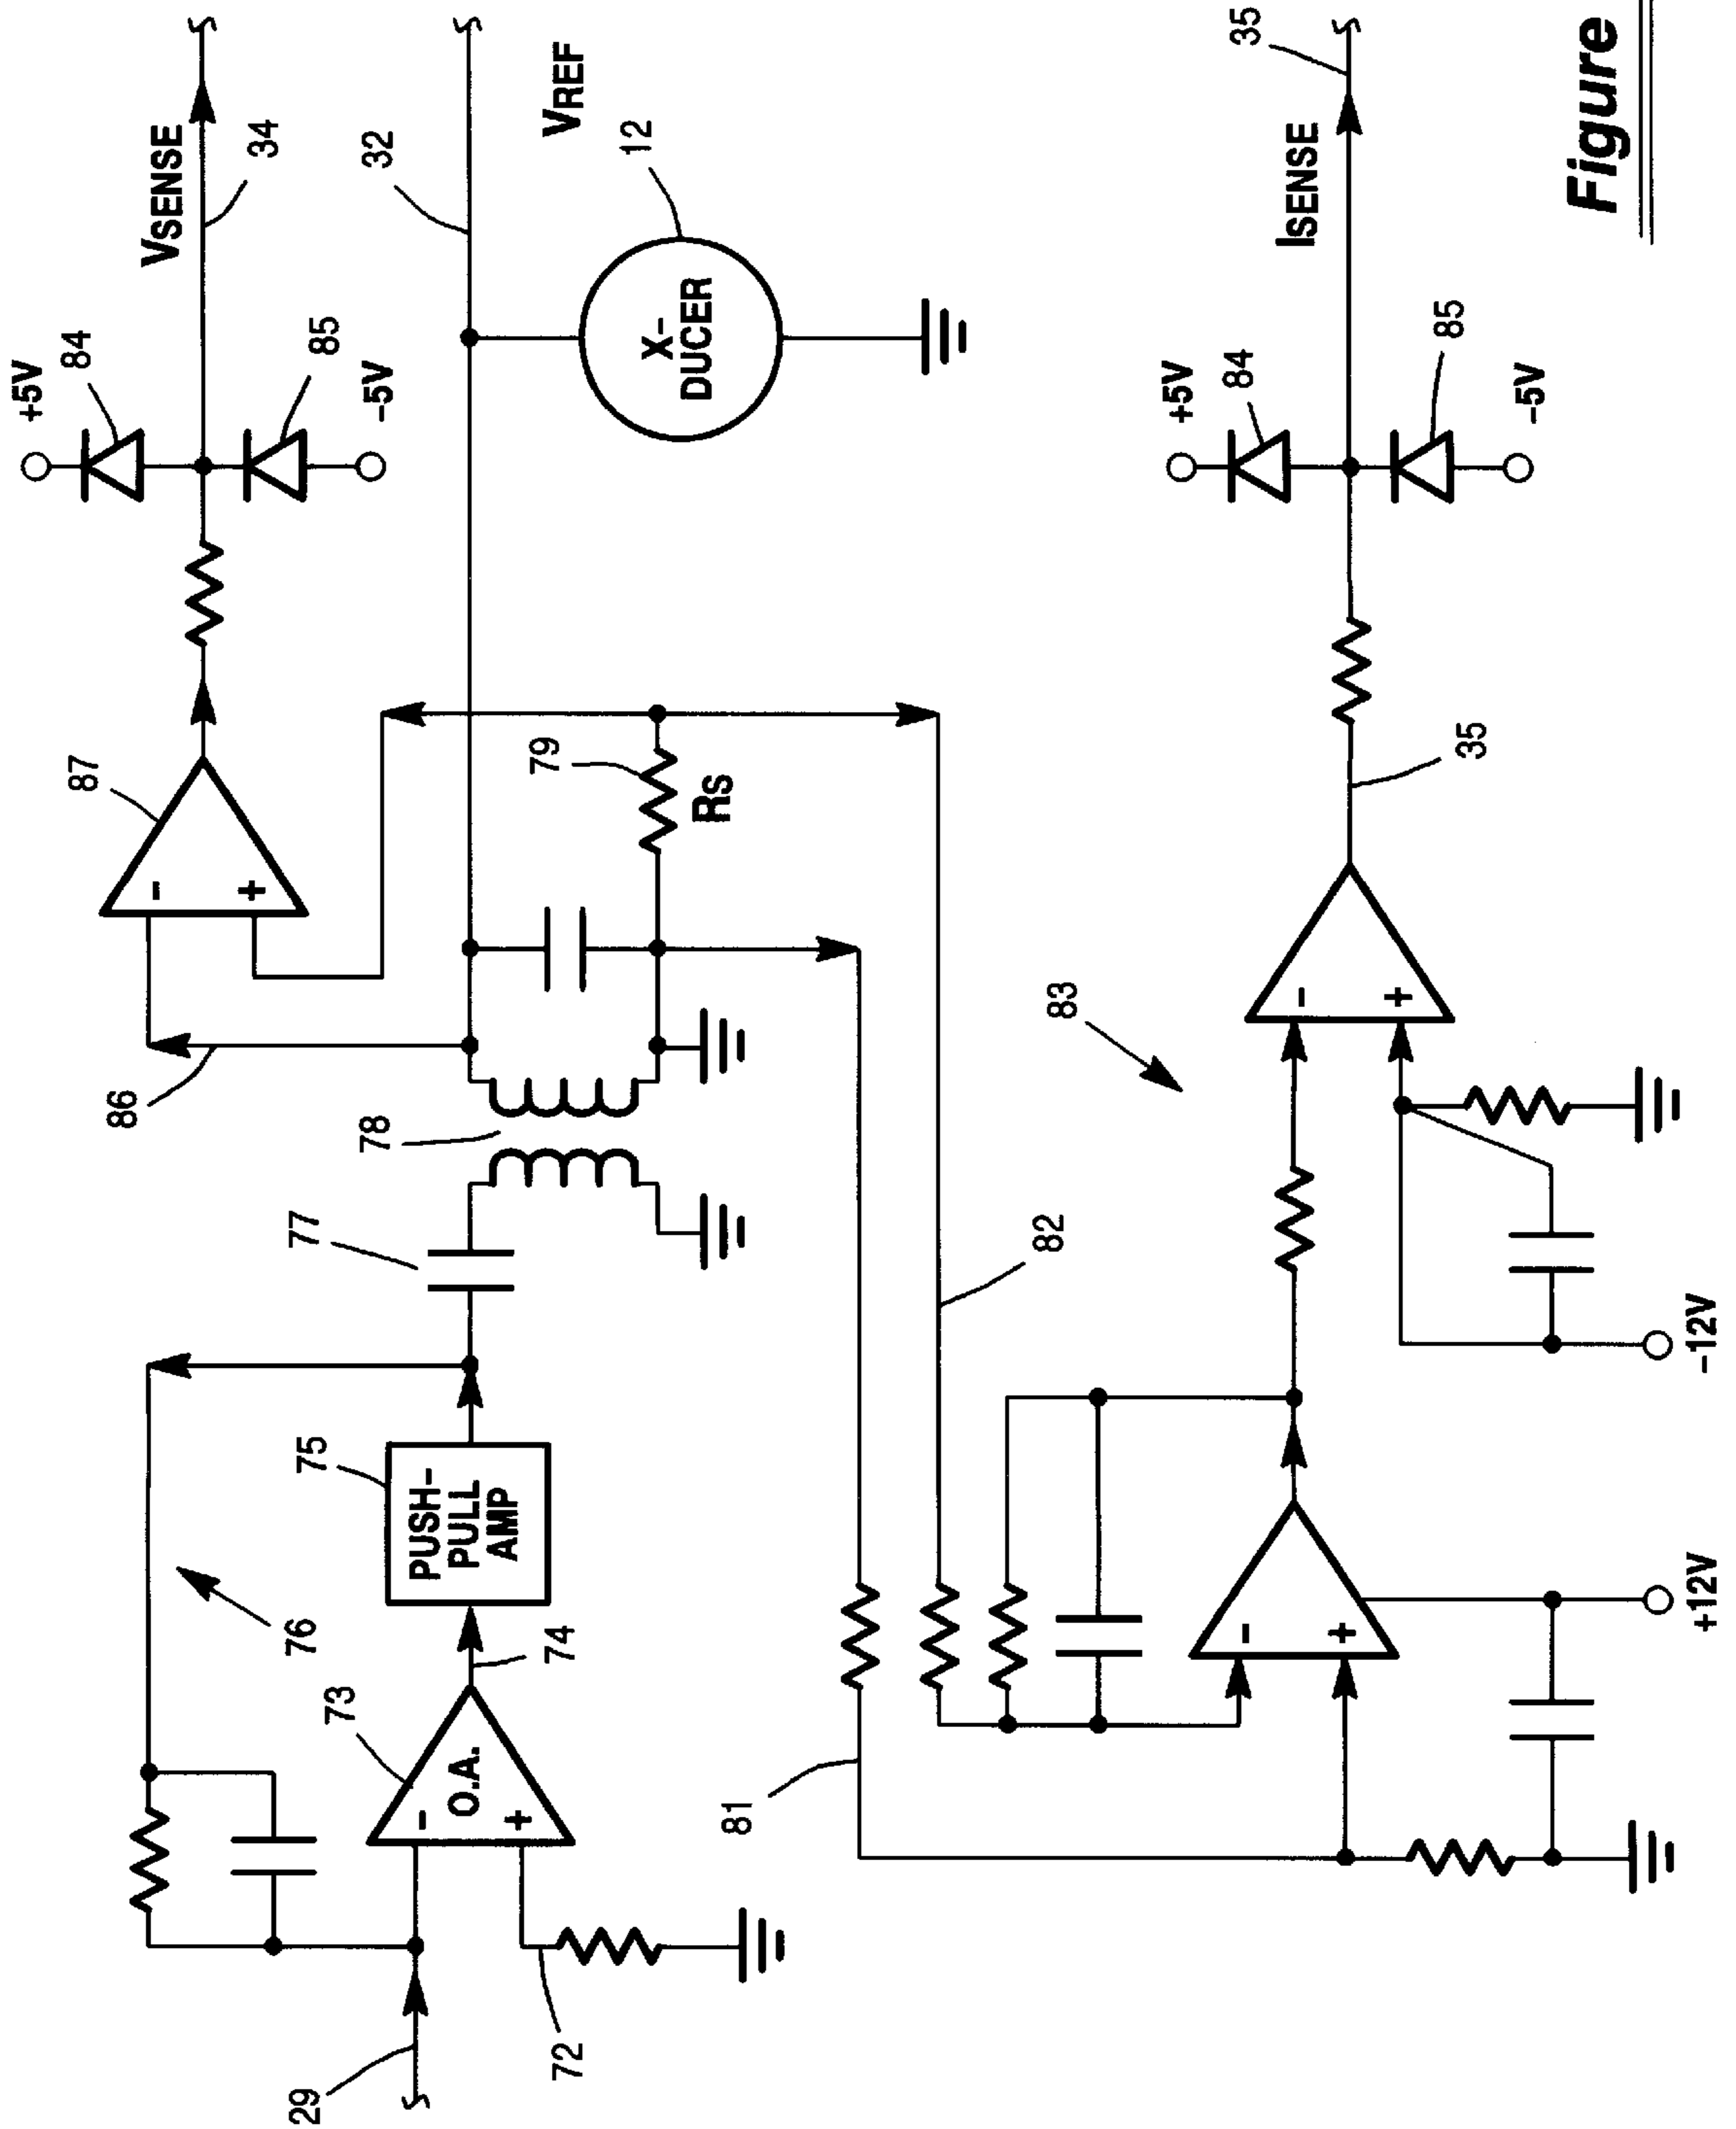 +5V
84
VSENSE
34
87
85
-5V
-
+
86
32
VREF
79
RS
12
X-
DUCER
76
77
78
75
PUSH-
PULL
AMP
73
74
O.A.
-
+
29
72
81
82
83
-
+
+12V
-12V
-
+
35
+5V
84
85
-5V
ISENSE
35
Figure